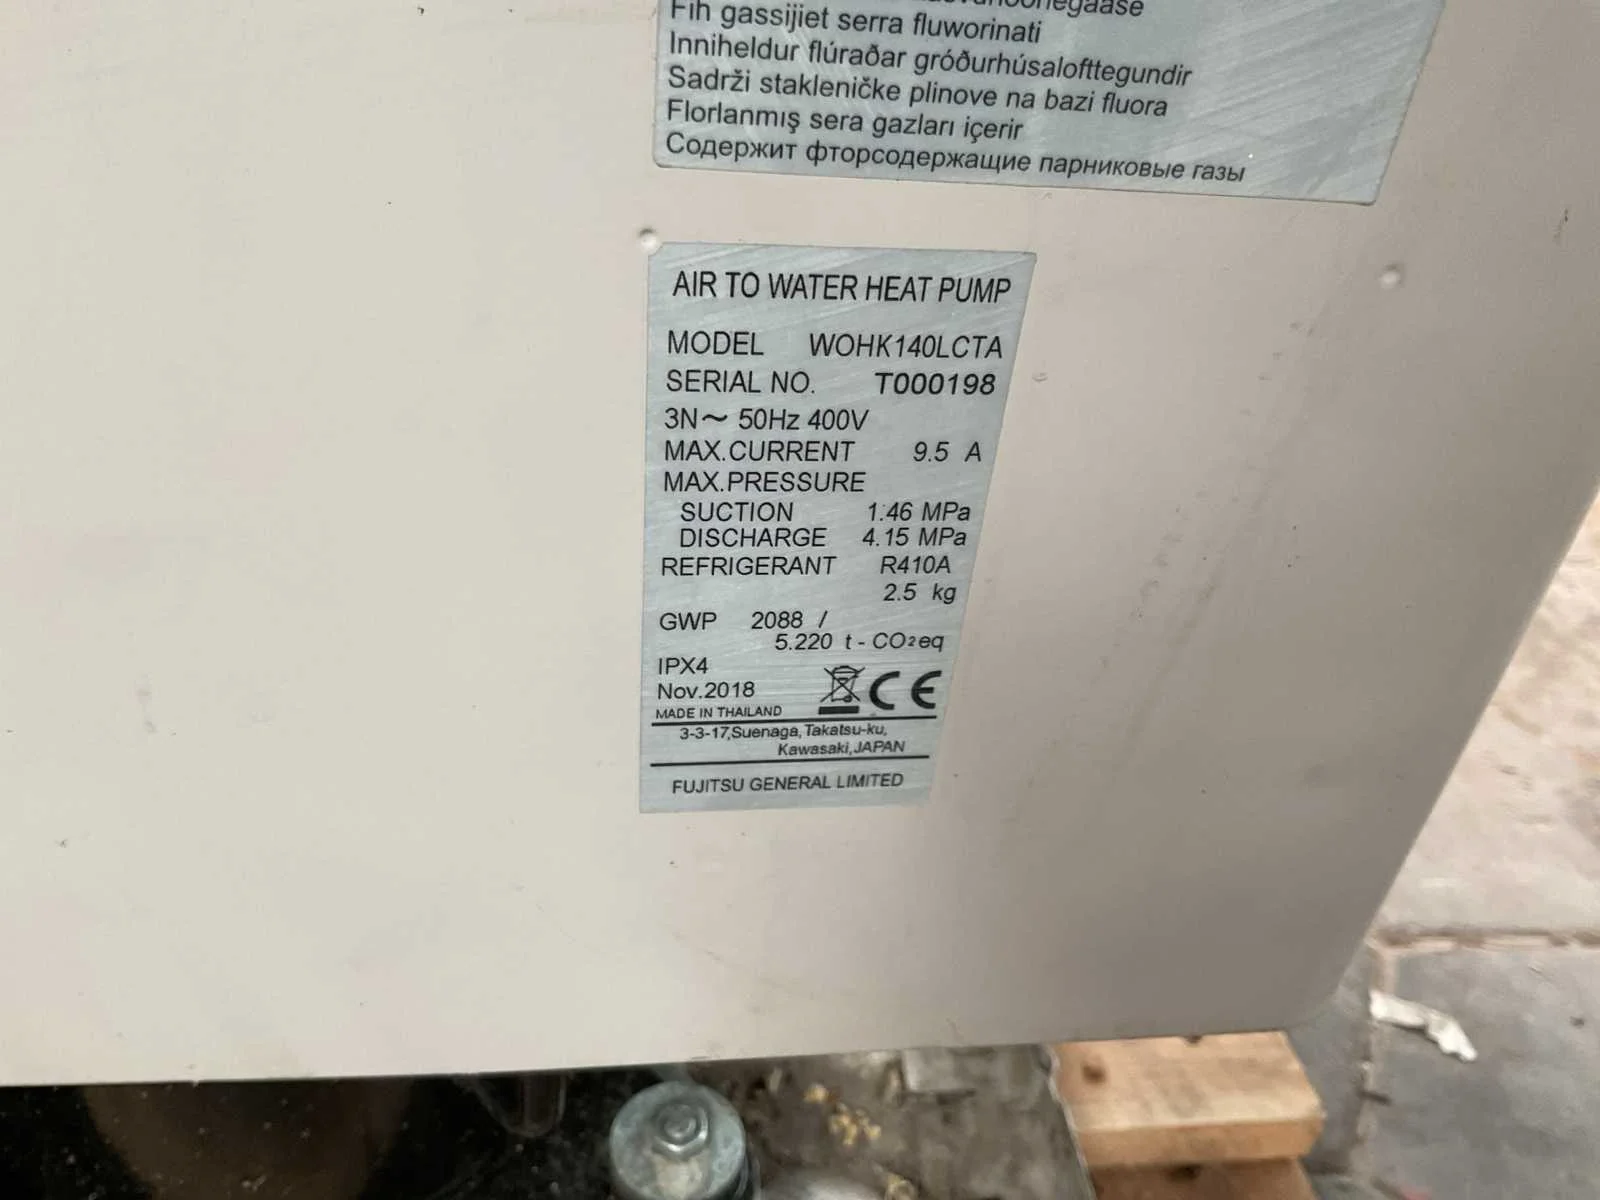 Fih gassijiet serra fluworinati
Inniheldur flúraðar gróðurhúsalofttegundir
Sadrži stakleničke plinove na bazi fluora
Florlanmış sera gazları içerir
Содержит фторсодержащие парниковые газы
AIR TO WATER HEAT PUMP
MODEL WOHK140LCTA
SERIAL NO. T000198
3N～ 50Hz 400V
MAX.CURRENT 9.5 A
MAX.PRESSURE
SUCTION 1.46 MPa
DISCHARGE 4.15 MPa
REFRIGERANT R410A
2.5 kg
GWP 2088 /
5.220 t - CO₂eq
IPX4
Nov.2018
CE
MADE IN THAILAND
3-3-17,Suenaga,Takatsu-ku,
Kawasaki,JAPAN
FUJITSU GENERAL LIMITED